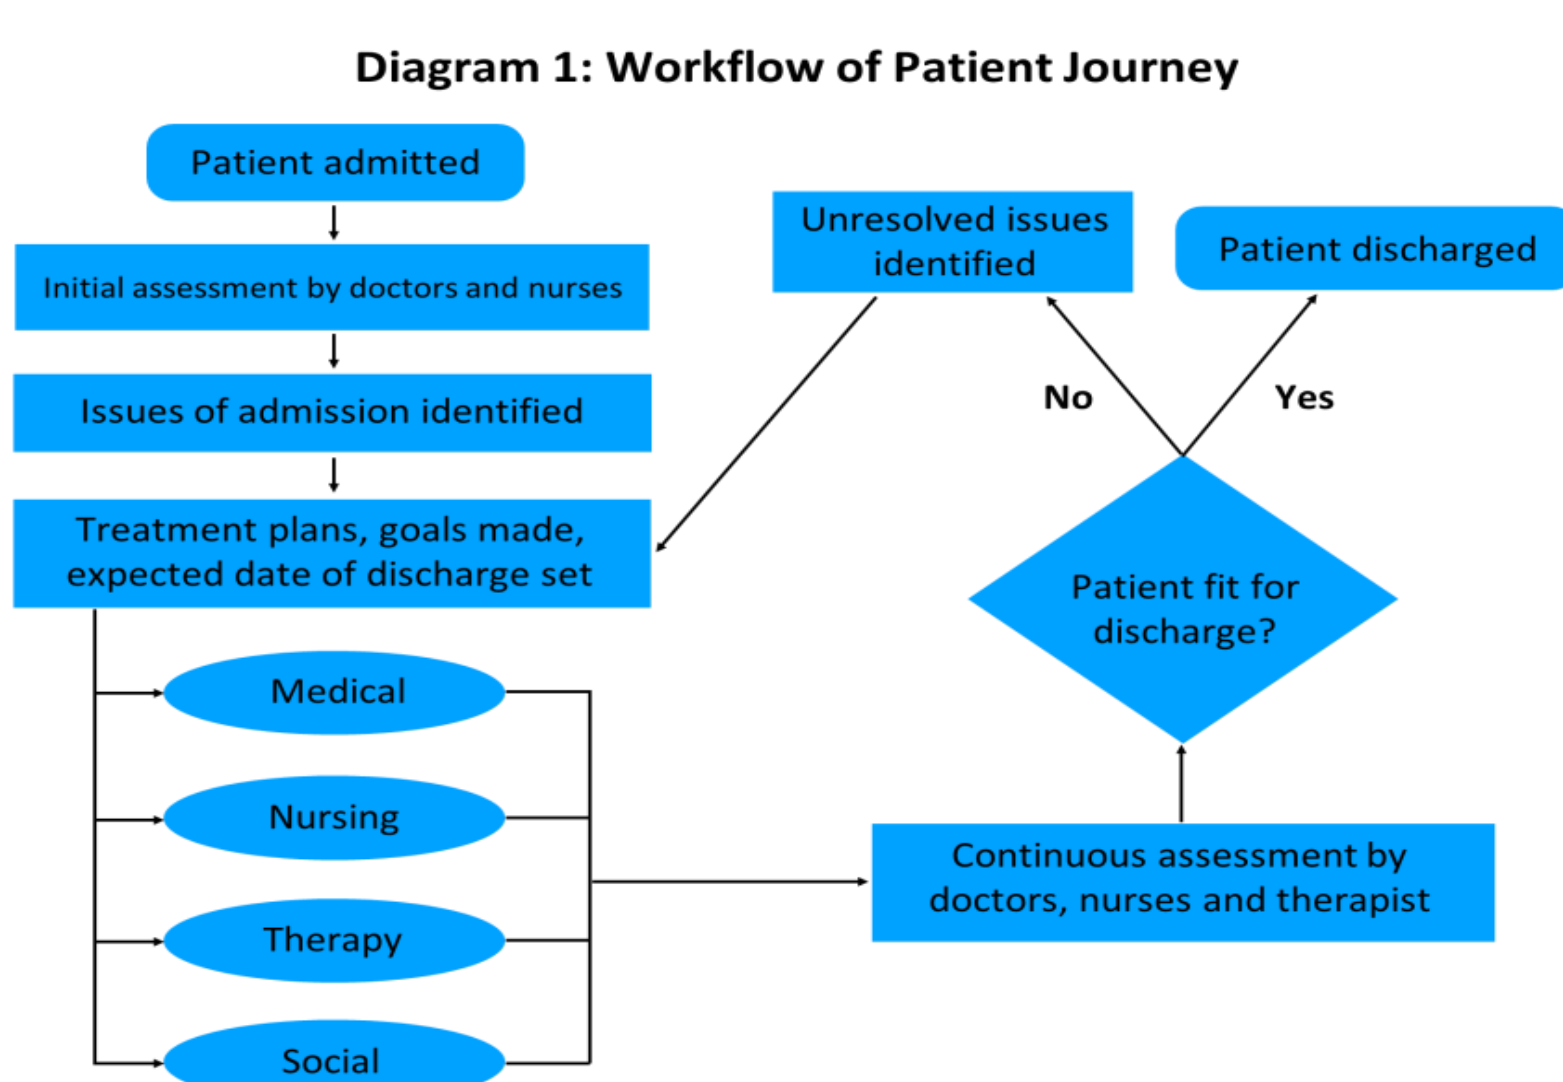 Diagram 1: Workflow of Patient Journey
Patient admitted
Initial assessment by doctors and nurses
Issues of admission identified
Treatment plans, goals made,
expected date of discharge set
Medical
Nursing
Therapy
Social
Continuous assessment by
doctors, nurses and therapist
Patient fit for
discharge?
No
Yes
Unresolved issues
identified
Patient discharged